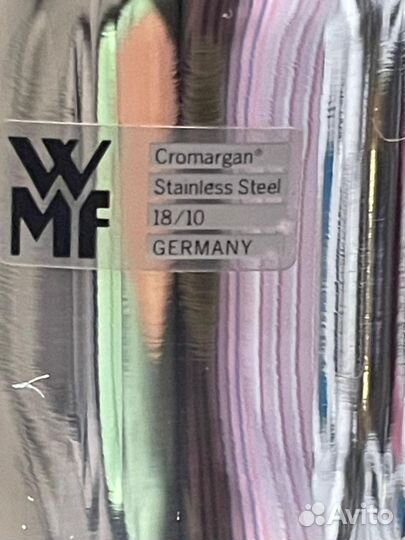 WMF
Cromargan®
Stainless Steel
18/10
GERMANY
Avito